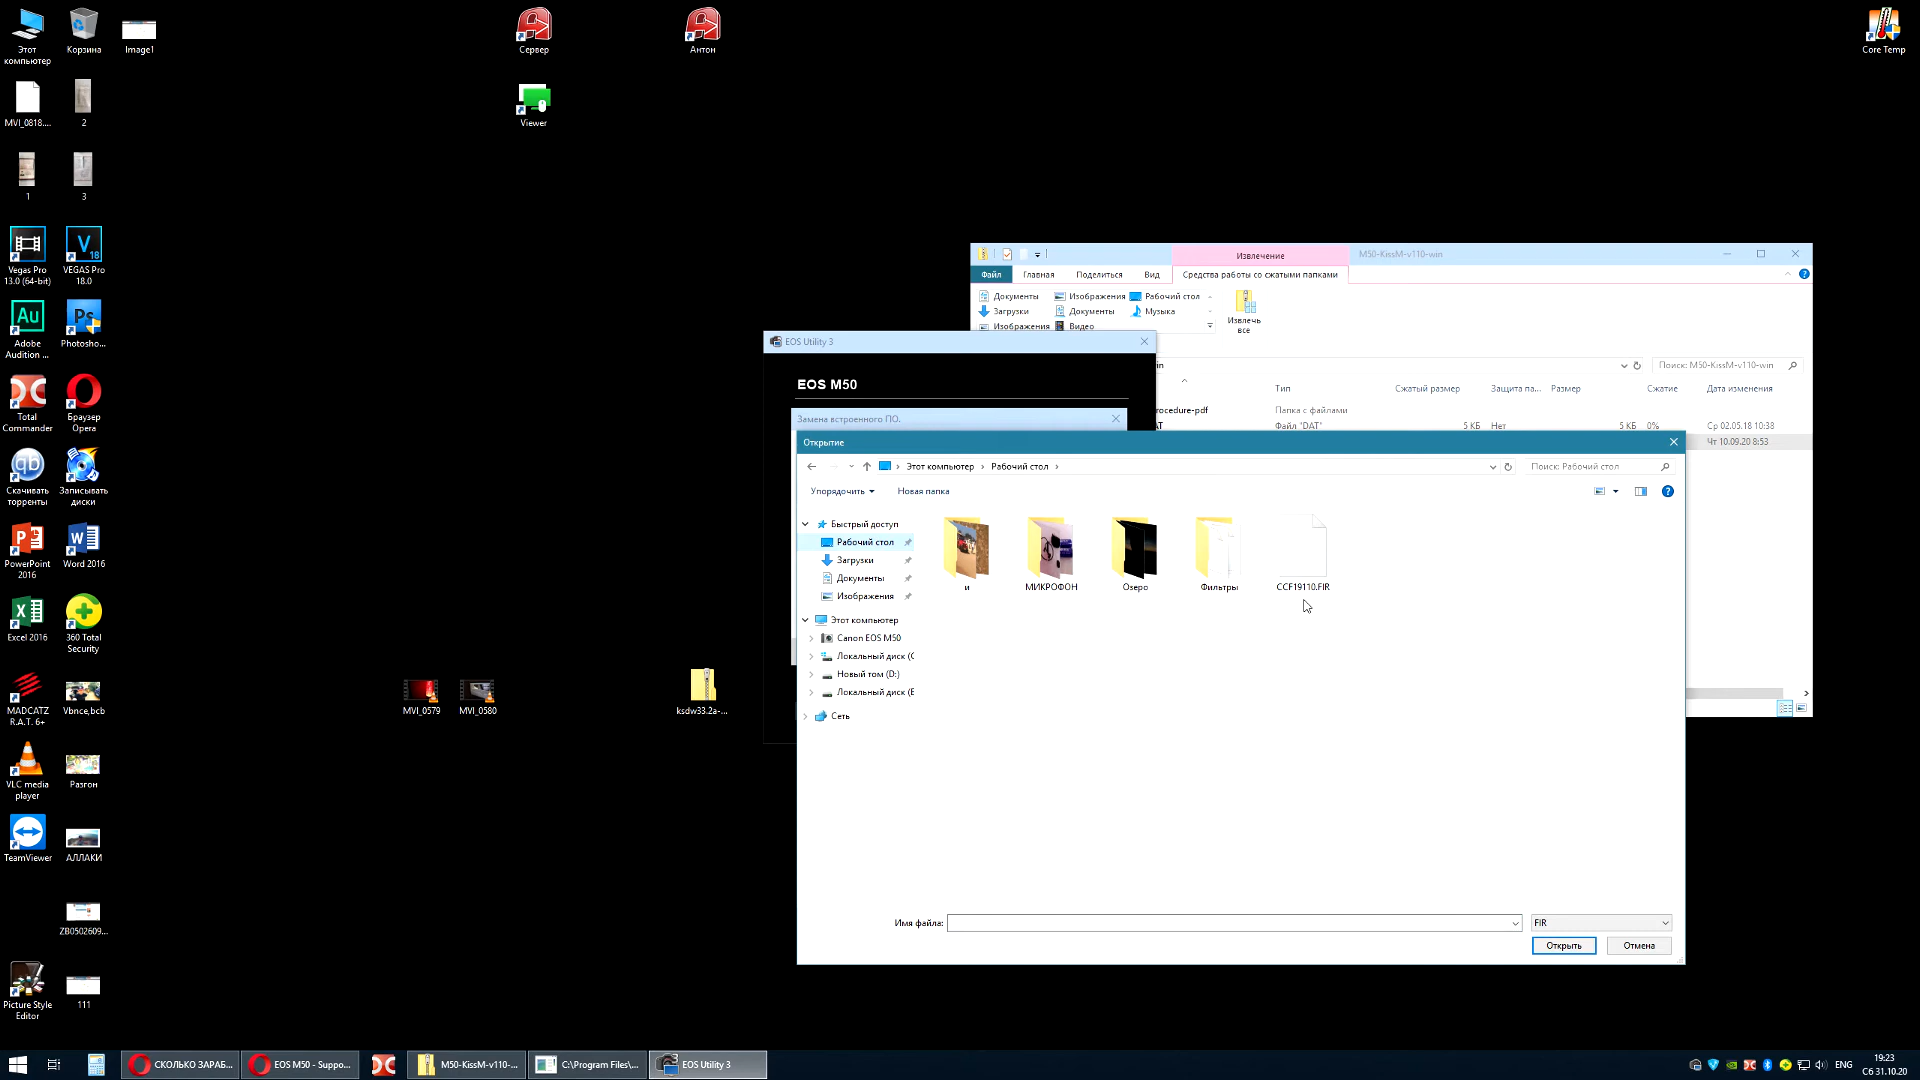 Этот
компьютер
Корзина
Image1
Сервер
Антон
Core Temp
MVI_0818....
2
Viewer
1
3
Vegas Pro
13.0 (64-bit)
VEGAS Pro
18.0
Adobe
Audition ...
Photosho...
Total
Commander
Браузер
Opera
Скачивать
торренты
Записывать
диски
PowerPoint
2016
Word 2016
Excel 2016
360 Total
Security
MADCATZ
R.A.T. 6+
Vbnce,bcb
MVI_0579
MVI_0580
ksdw33.2a-...
VLC media
player
Разгон
TeamViewer
АЛЛАКИ
ZB0502609...
Picture Style
Editor
111
Извлечение
M50-KissM-v110-win
Файл
Главная
Поделиться
Вид
Средства работы со сжатыми папками
Документы
Изображения
Рабочий стол
Загрузки
Документы
Музыка
Изображения
Видео
Извлечь
все
in
Поиск: M50-KissM-v110-win
Тип
Сжатый размер
Защита па...
Размер
Сжатие
Дата изменения
rocedure-pdf
Папка с файлами
AT
Файл "DAT"
5 КБ
Нет
5 КБ
0%
Ср 02.05.18 10:38
Чт 10.09.20 8:53
EOS Utility 3
EOS M50
Замена встроенного ПО.
Открытие
Этот компьютер
Рабочий стол
Поиск: Рабочий стол
Упорядочить
Новая папка
Быстрый доступ
Рабочий стол
Загрузки
Документы
Изображения
Этот компьютер
Canon EOS M50
Локальный диск (C
Новый том (D:)
Локальный диск (E
Сеть
и
МИКРОФОН
Озеро
Фильтры
CCF19110.FIR
Имя файла:
FIR
Открыть
Отмена
СКОЛЬКО ЗАРАБ...
EOS M50 - Suppo...
M50-KissM-v110-...
C:\Program Files\...
EOS Utility 3
ENG
19:23
Сб 31.10.20